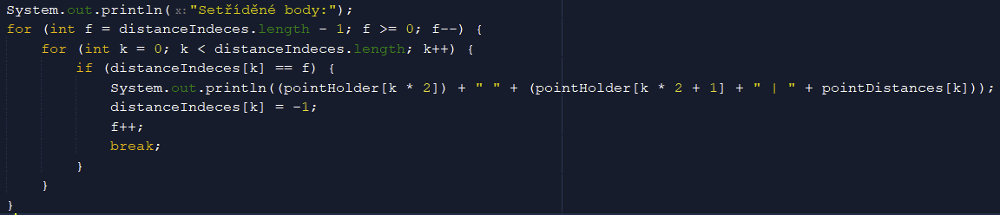 System.out.println( x: "Setříděné body:");
for (int f = distanceIndeces.length - 1; f >= 0; f--) {
for (int k = 0; k < distanceIndeces.length; k++) {
if (distanceIndeces[k] == f) {
System.out.println((pointHolder[k * 2]) + " " + (pointHolder[k * 2 + 1] + " | " + pointDistances[k]));
distanceIndeces[k] = -1;
f++;
break;
}
}
}